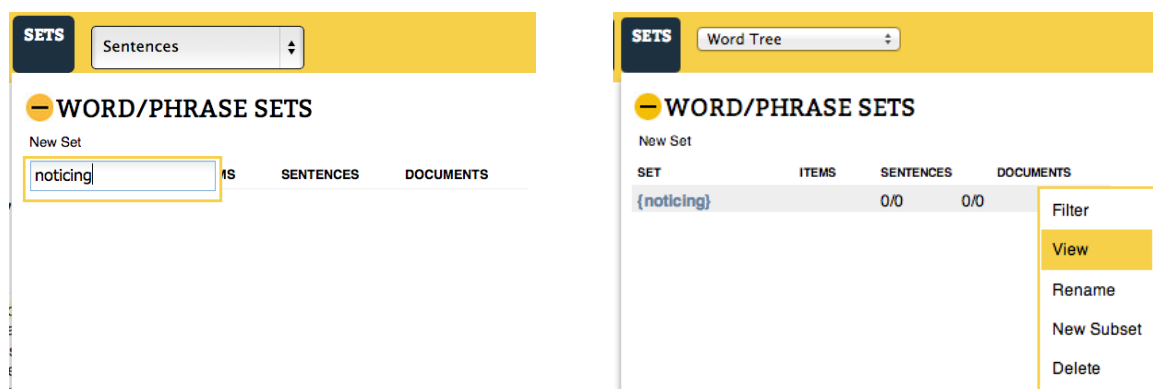 SETS
Sentences
WORD/PHRASE SETS
New Set
noticing
MS SENTENCES DOCUMENTS
SETS
Word Tree
WORD/PHRASE SETS
New Set
SET ITEMS SENTENCES DOCUMENTS
{noticing} 0/0 0/0
Filter
View
Rename
New Subset
Delete